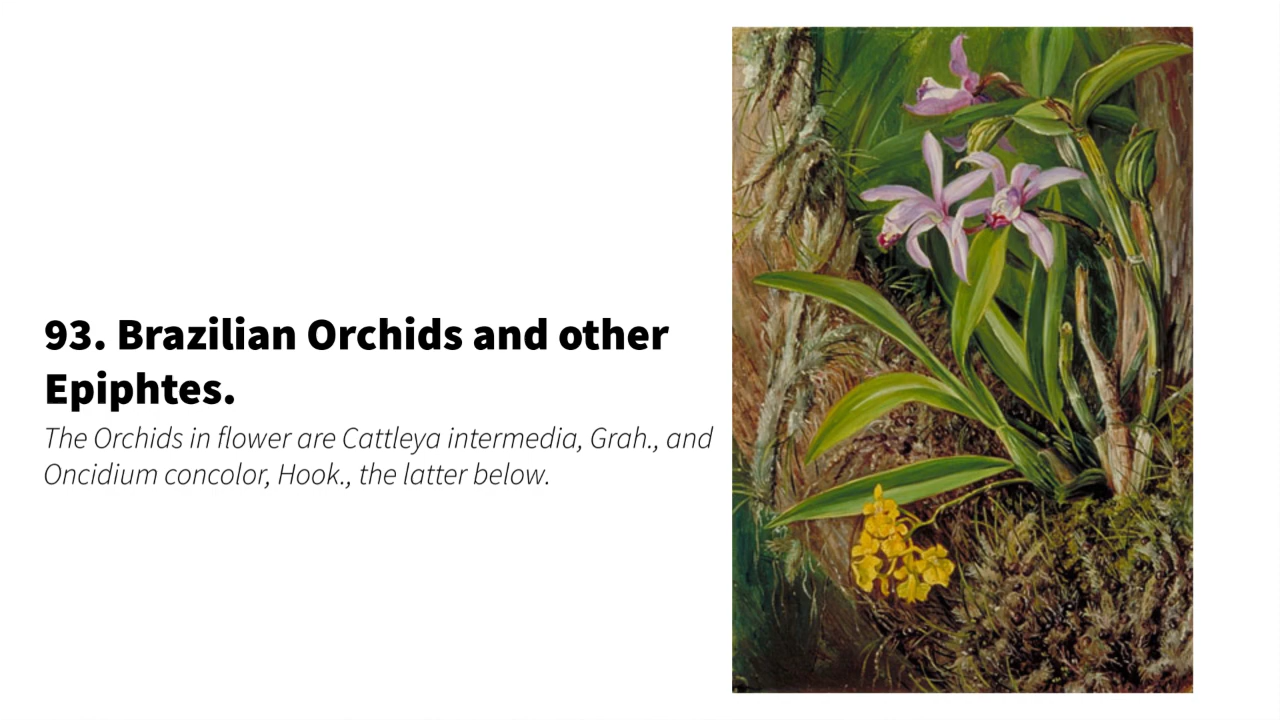 93. Brazilian Orchids and other
Epiphtes.
The Orchids in flower are Cattleya intermedia, Grah., and
Oncidium concolor, Hook., the latter below.